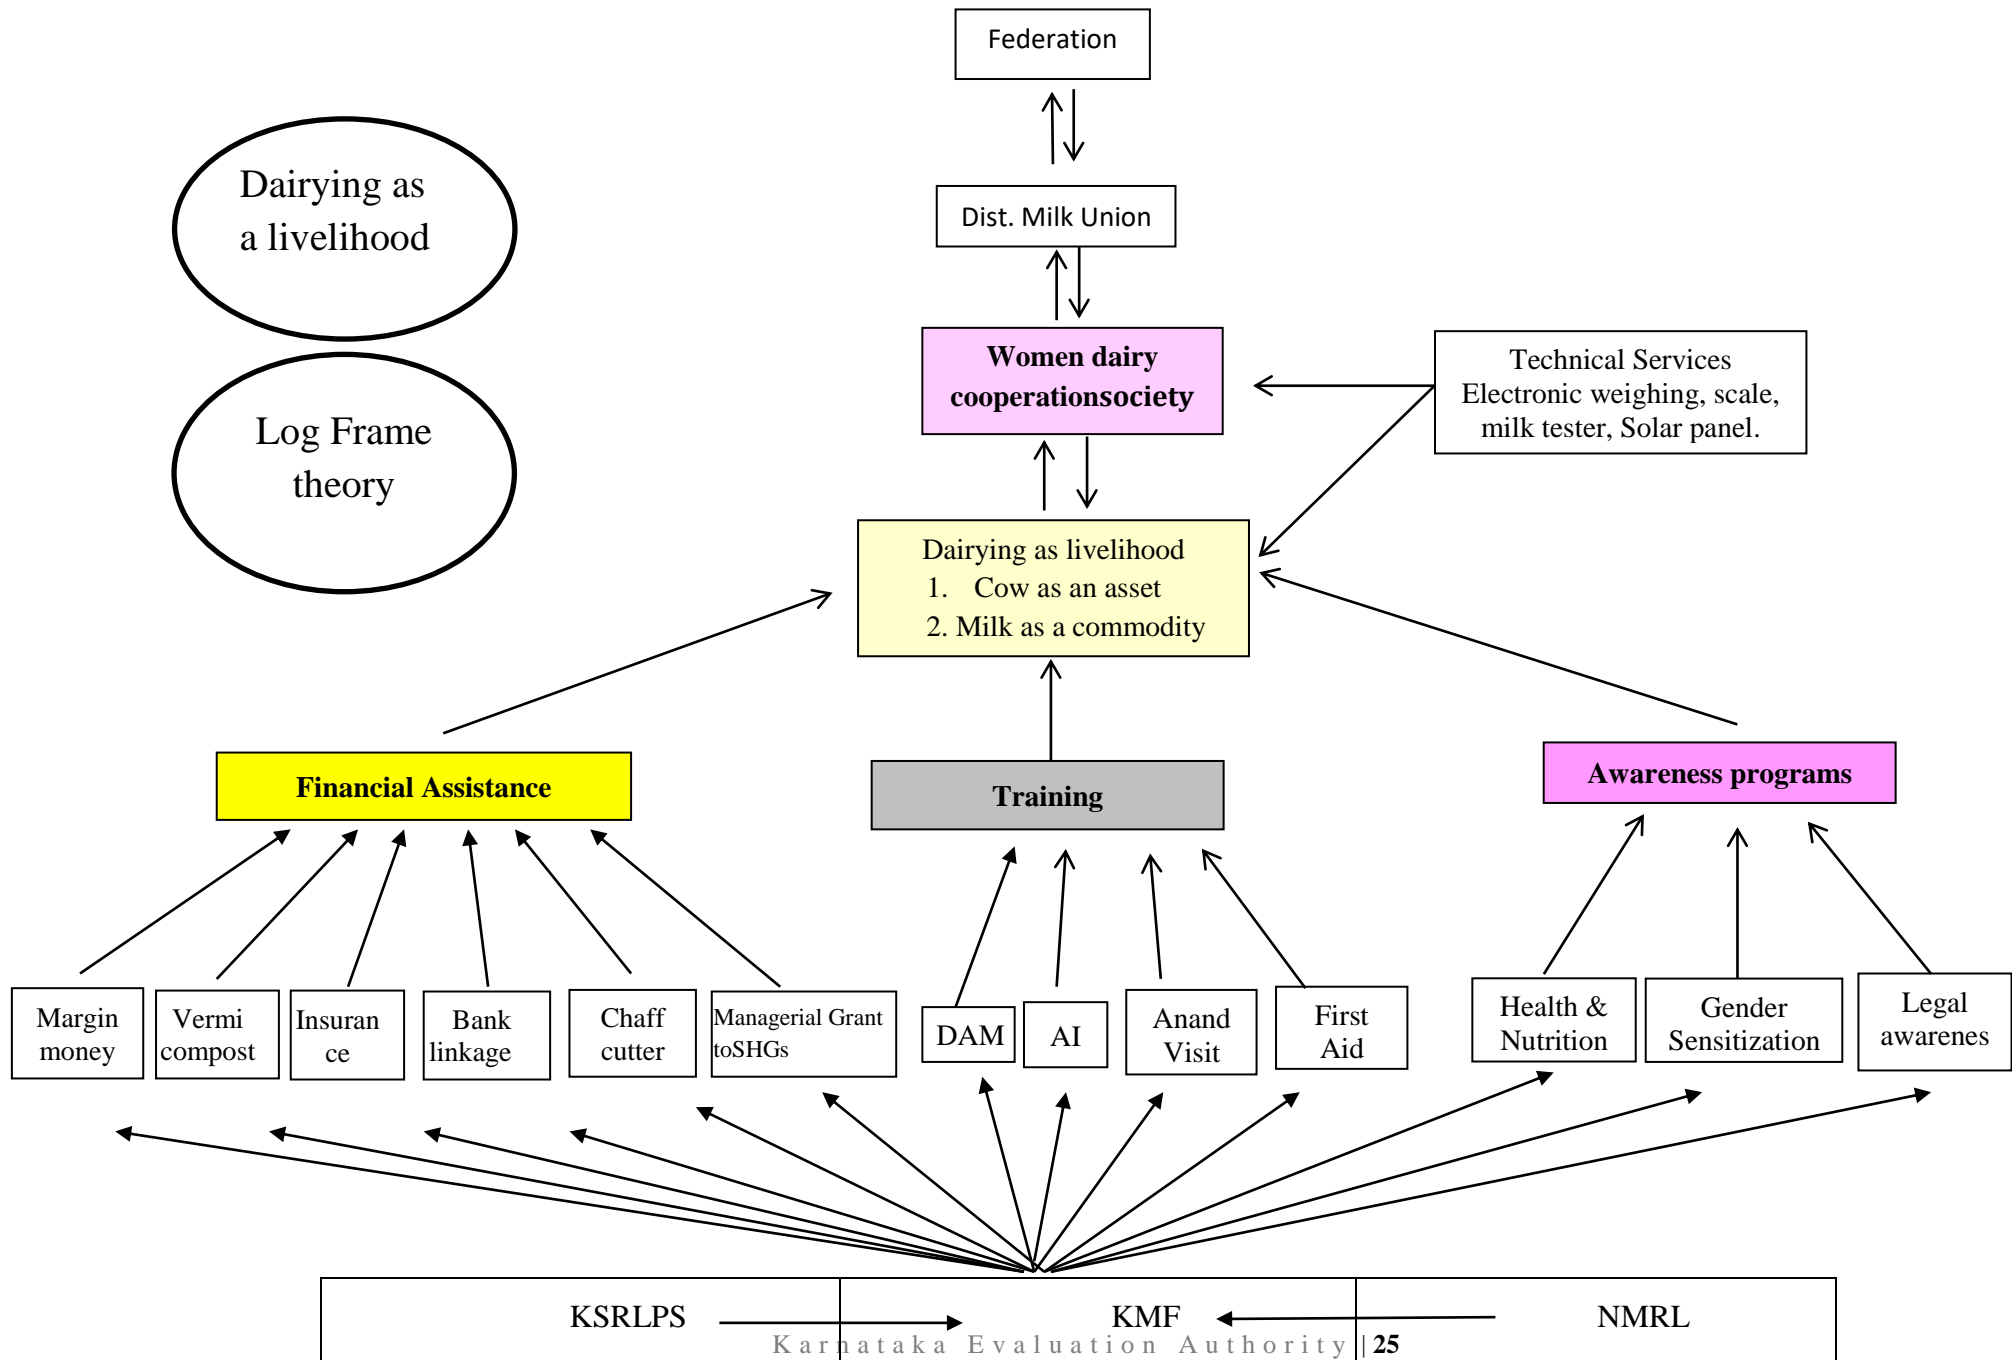 Federation
Dairying as
a livelihood
Dist. Milk Union
Women dairy
cooperationsociety
Technical Services
Electronic weighing, scale,
milk tester, Solar panel.
Log Frame
theory
Dairying as livelihood
1. Cow as an asset
2. Milk as a commodity
Financial Assistance
Training
Awareness programs
Margin
money
Vermi
compost
Insuran
ce
Bank
linkage
Chaff
cutter
Managerial Grant
toSHGs
DAM
AI
Anand
Visit
First
Aid
Health &
Nutrition
Gender
Sensitization
Legal
awarenes
KSRLPS
KMF
NMRL
Karnataka Evaluation Authority | 25